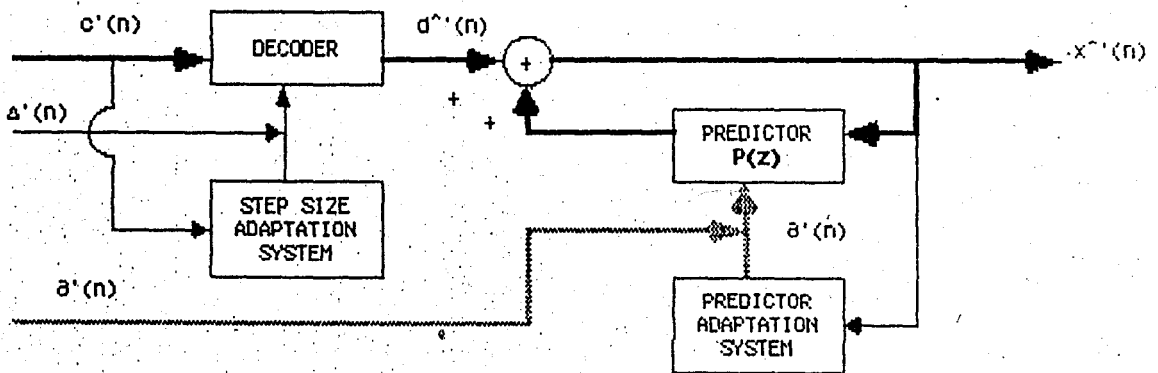 c'(n)
d^'(n)
DECODER
+
x^'(n)
Δ'(n)
+
+
PREDICTOR
P(z)
STEP SIZE
ADAPTATION
SYSTEM
a'(n)
a'(n)
PREDICTOR
ADAPTATION
SYSTEM